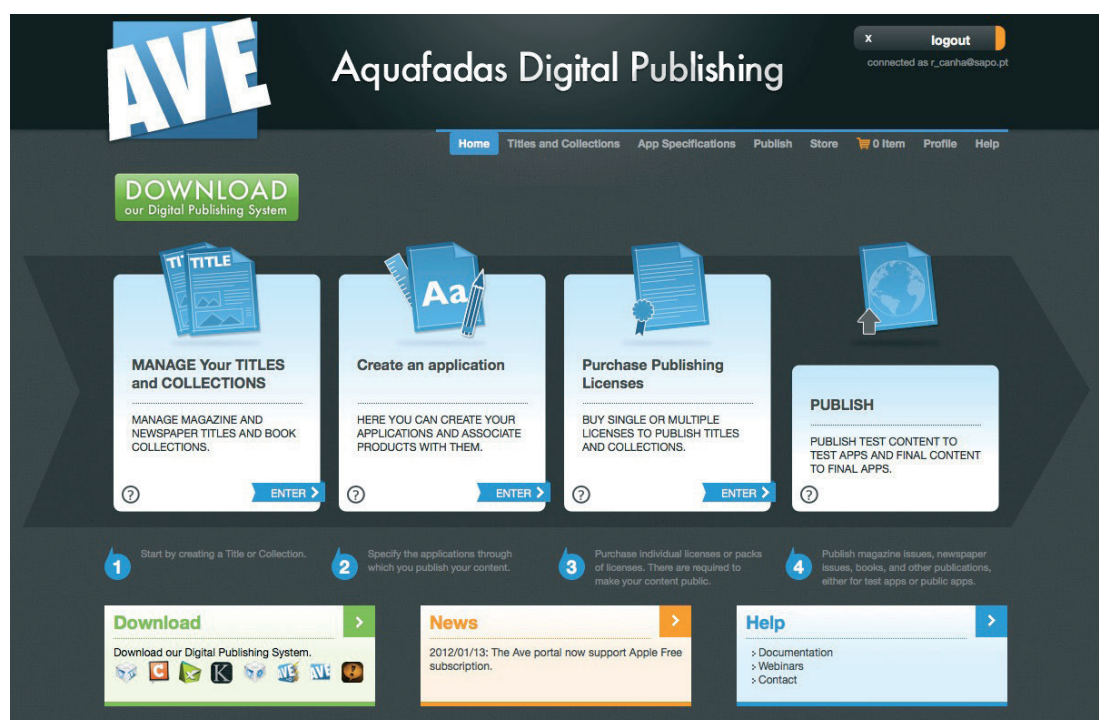 AVE
Aquafadas Digital Publishing
x logout
connected as r_canha@sapo.pt
Home Titles and Collections App Specifications Publish Store 0 Item Profile Help
DOWNLOAD
our Digital Publishing System
TITLE
Aa
MANAGE Your TITLES
and COLLECTIONS
MANAGE MAGAZINE AND
NEWSPAPER TITLES AND BOOK
COLLECTIONS.
? ENTER
Create an application
HERE YOU CAN CREATE YOUR
APPLICATIONS AND ASSOCIATE
PRODUCTS WITH THEM.
? ENTER
Purchase Publishing
Licenses
BUY SINGLE OR MULTIPLE
LICENSES TO PUBLISH TITLES
AND COLLECTIONS.
? ENTER
PUBLISH
PUBLISH TEST CONTENT TO
TEST APPS AND FINAL CONTENT
TO FINAL APPS.
?
1 Start by creating a Title or Collection.
2 Specify the applications through
which you publish your content.
3 Purchase individual licenses or packs
of licenses. There are required to
make your content public.
4 Publish magazine issues, newspaper
issues, books, and other publications,
either for test apps or public apps.
Download
Download our Digital Publishing System.
News
2012/01/13: The Ave portal now support Apple Free
subscription.
Help
> Documentation
> Webinars
> Contact